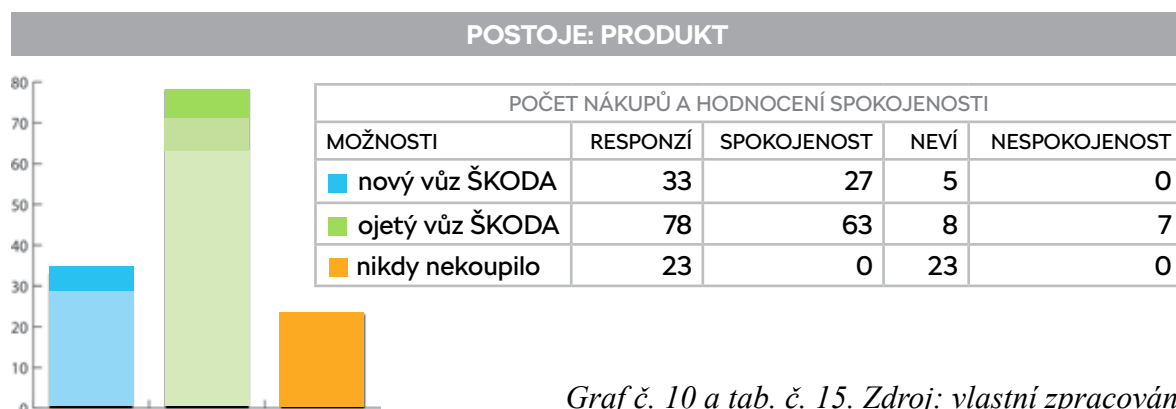 POSTOJE: PRODUKT
80
70
60
50
40
30
20
10
0
POČET NÁKUPŮ A HODNOCENÍ SPOKOJENOSTI
MOŽNOSTI RESPONZÍ SPOKOJENOST NEVÍ NESPOKOJENOST
nový vůz ŠKODA 33 27 5 0
ojetý vůz ŠKODA 78 63 8 7
nikdy nekoupilo 23 0 23 0
Graf č. 10 a tab. č. 15. Zdroj: vlastní zpracován